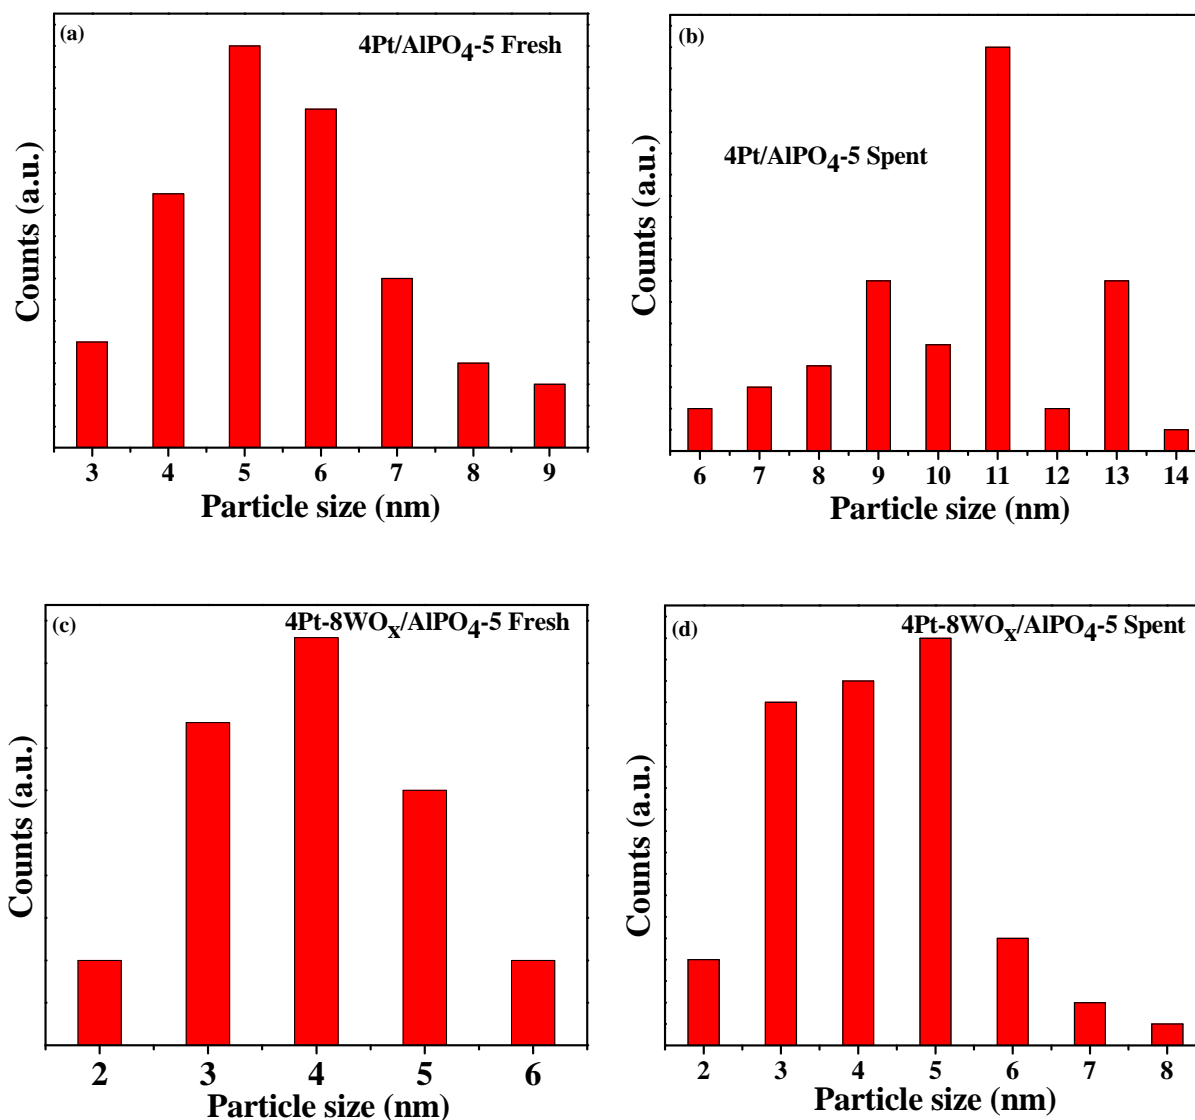 (a)
4Pt/AlPO4-5 Fresh
Counts (a.u.)
3 4 5 6 7 8 9
Particle size (nm)
(b)
4Pt/AlPO4-5 Spent
Counts (a.u.)
6 7 8 9 10 11 12 13 14
Particle size (nm)
(c)
4Pt-8WOx/AlPO4-5 Fresh
Counts (a.u.)
2 3 4 5 6
Particle size (nm)
(d)
4Pt-8WOx/AlPO4-5 Spent
Counts (a.u.)
2 3 4 5 6 7 8
Particle size (nm)